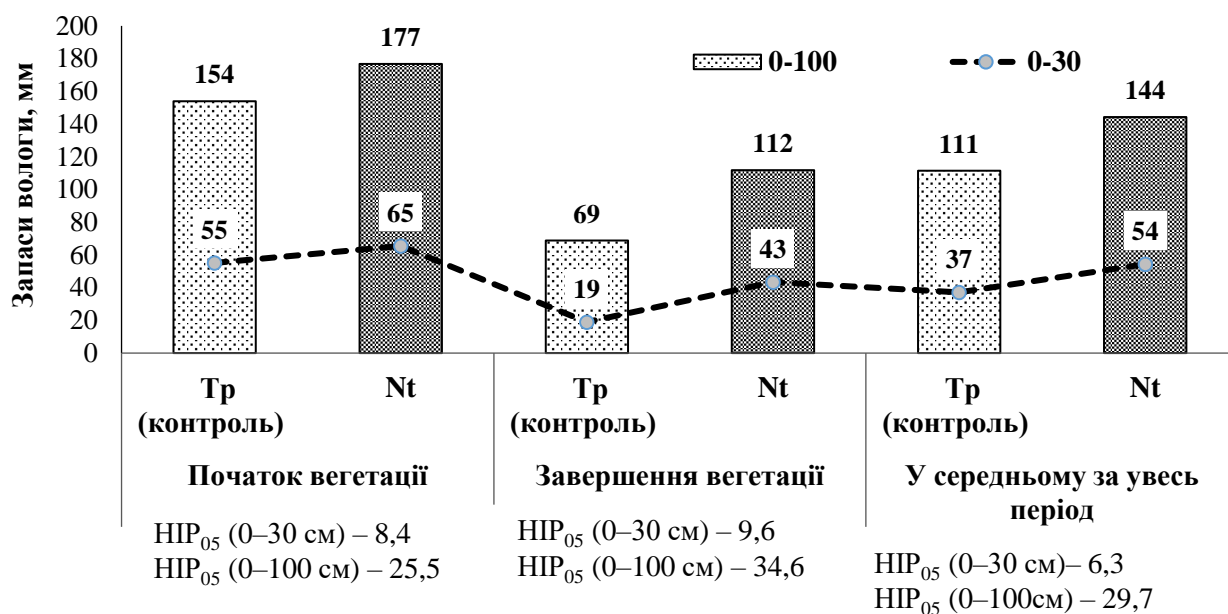 Запаси вологи, мм
200
180
160
140
120
100
80
60
40
20
0
0-100
0-30
154
177
69
112
111
144
55
65
19
43
37
54
Тр (контроль)
Nt
Тр (контроль)
Nt
Тр (контроль)
Nt
Початок вегетації
Завершення вегетації
У середньому за увесь
період
НІР₀₅ (0–30 см) – 8,4
НІР₀₅ (0–100 см) – 25,5
НІР₀₅ (0–30 см) – 9,6
НІР₀₅ (0–100 см) – 34,6
НІР₀₅ (0–30 см)– 6,3
НІР₀₅ (0–100см) – 29,7